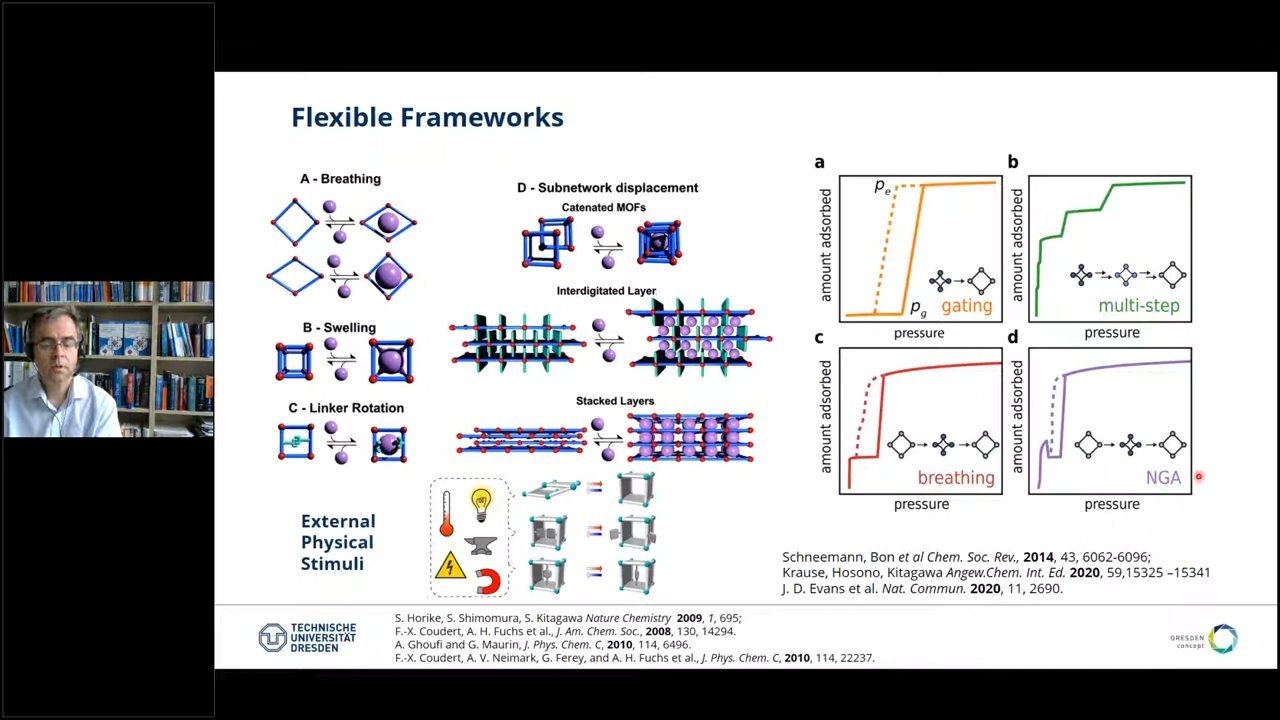 Flexible Frameworks
A - Breathing
B - Swelling
C - Linker Rotation
D - Subnetwork displacement
Catenated MOFs
Interdigitated Layer
Stacked Layers
External
Physical
Stimuli
a
amount adsorbed
pe
pg
gating
pressure
b
amount adsorbed
multi-step
pressure
c
amount adsorbed
breathing
pressure
d
amount adsorbed
NGA
pressure
Schneemann, Bon et al Chem. Soc. Rev., 2014, 43, 6062-6096;
Krause, Hosono, Kitagawa Angew.Chem. Int. Ed. 2020, 59,15325 –15341
J. D. Evans et al. Nat. Commun. 2020, 11, 2690.
TECHNISCHE
UNIVERSITÄT
DRESDEN
S. Horike, S. Shimomura, S. Kitagawa Nature Chemistry 2009, 1, 695;
F.-X. Coudert, A. H. Fuchs et al., J. Am. Chem. Soc., 2008, 130, 14294.
A. Ghoufi and G. Maurin, J. Phys. Chem. C, 2010, 114, 6496.
F.-X. Coudert, A. V. Neimark, G. Ferey, and A. H. Fuchs et al., J. Phys. Chem. C, 2010, 114, 22237.
DRESDEN
concept